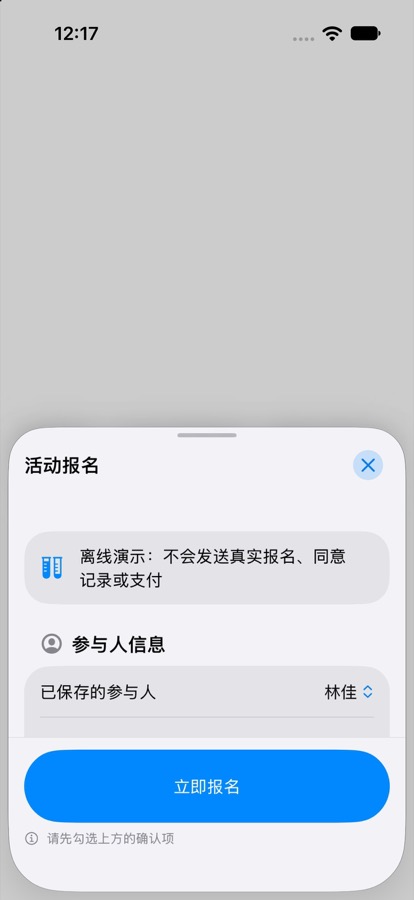 12:17
活动报名
离线演示：不会发送真实报名、同意
记录或支付
参与人信息
已保存的参与人
林佳
立即报名
请先勾选上方的确认项